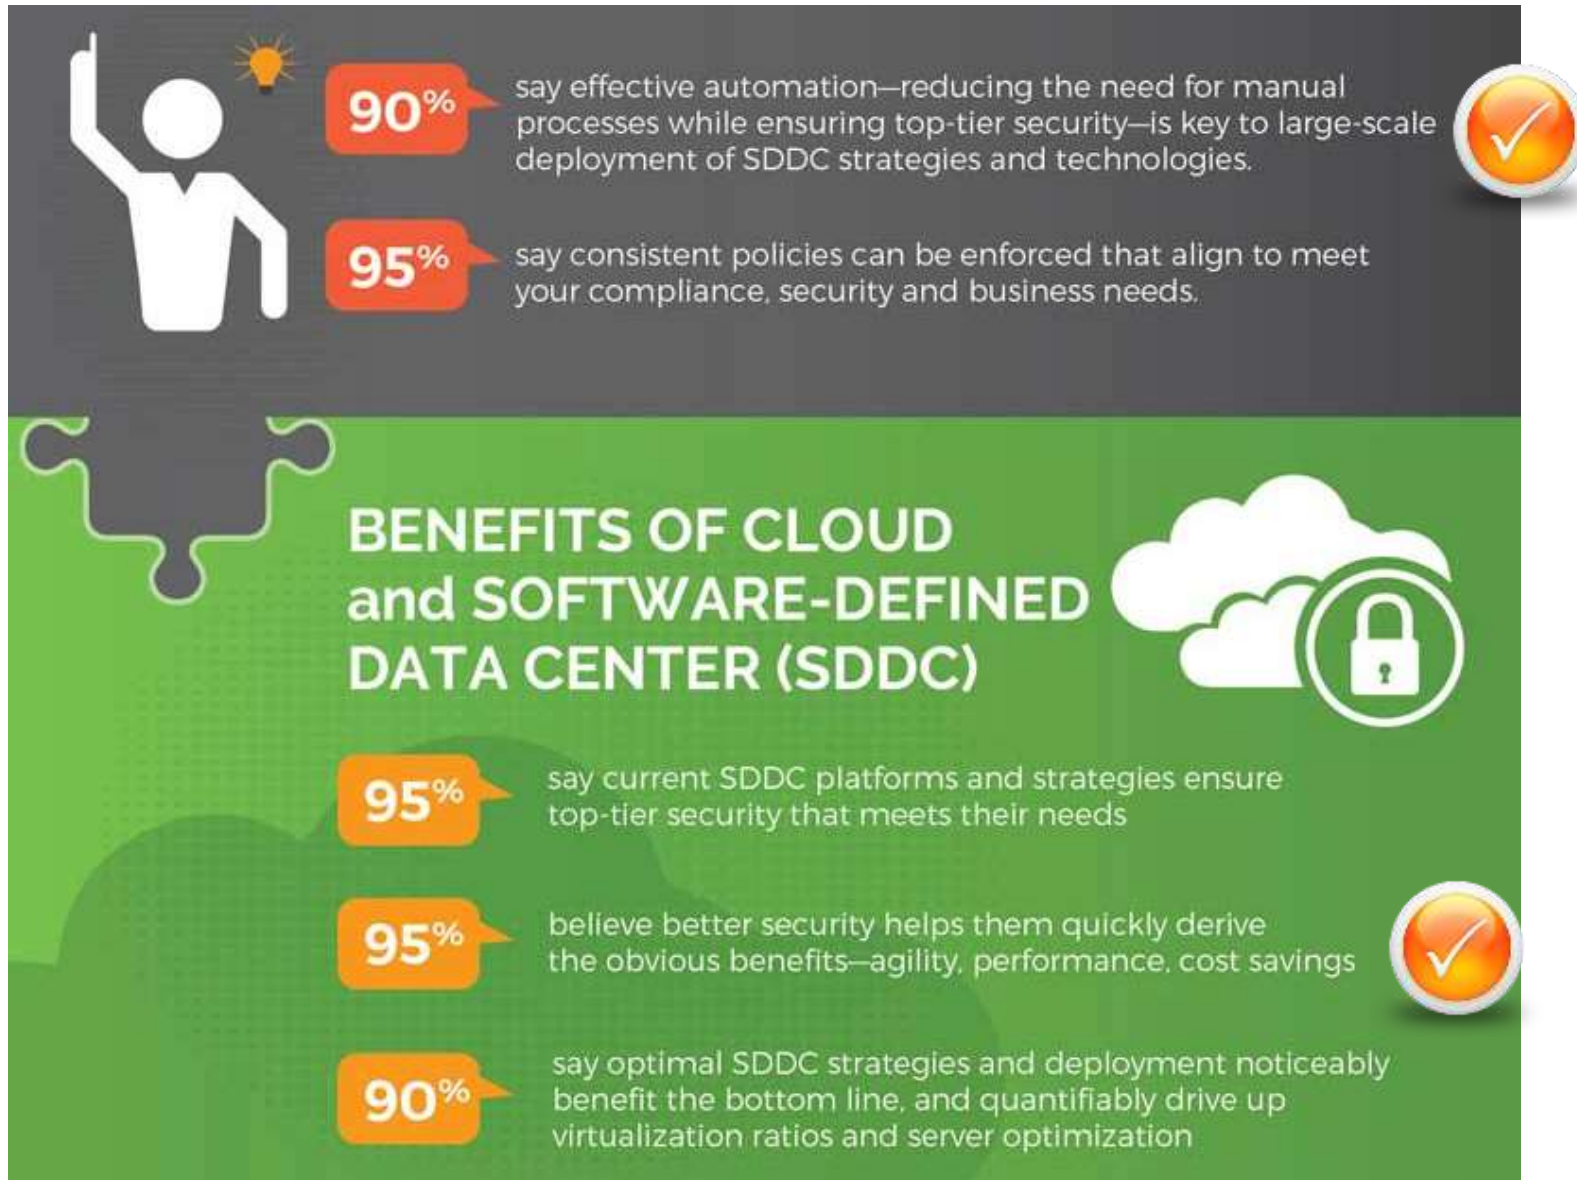 90%
say effective automation—reducing the need for manual
processes while ensuring top-tier security—is key to large-scale
deployment of SDDC strategies and technologies.
95%
say consistent policies can be enforced that align to meet
your compliance, security and business needs.
BENEFITS OF CLOUD
and SOFTWARE-DEFINED
DATA CENTER (SDDC)
95%
say current SDDC platforms and strategies ensure
top-tier security that meets their needs
95%
believe better security helps them quickly derive
the obvious benefits—agility, performance, cost savings
90%
say optimal SDDC strategies and deployment noticeably
benefit the bottom line, and quantifiably drive up
virtualization ratios and server optimization